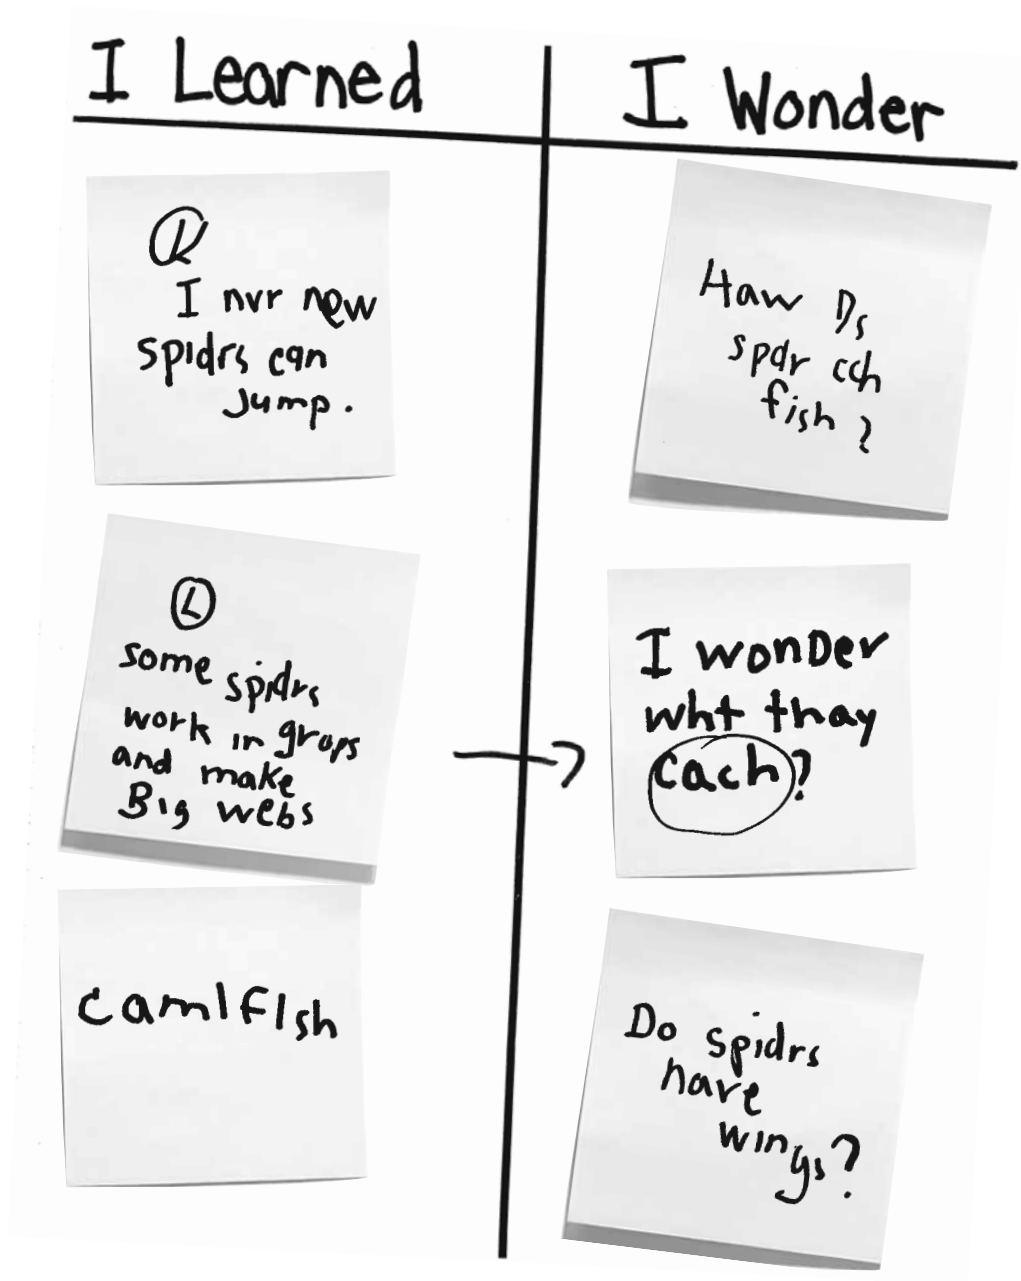 I Learned
I Wonder
L
I nvr new
spidrs can
jump.
L
some spidrs
work in grops
and make
Big webs
camlfish
Haw Ds
spdr cch
fish?
I wonder
wht thay
cach?
Do spidrs
have
wings?